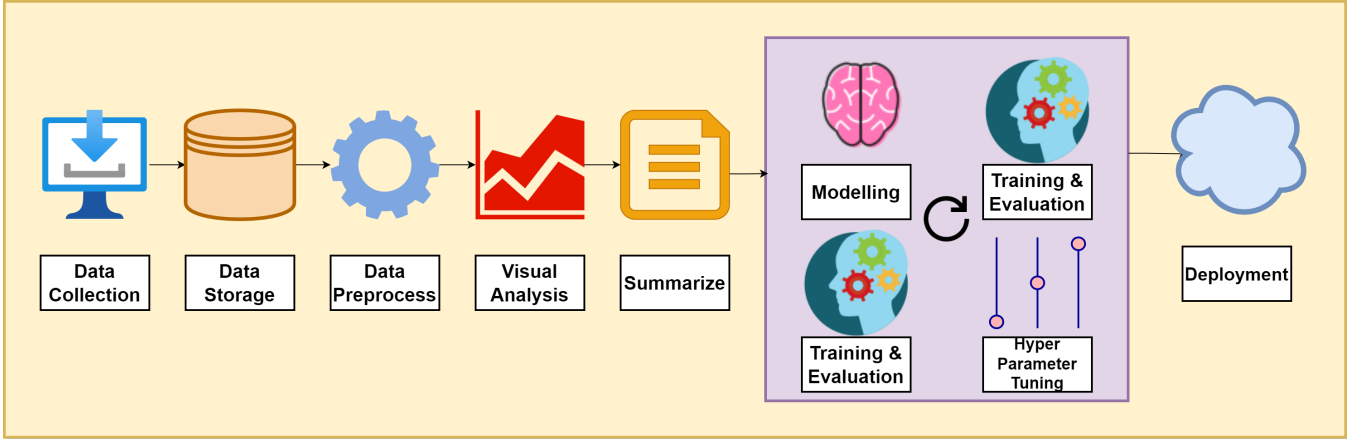 Data
Collection
Data
Storage
Data
Preprocess
Visual
Analysis
Summarize
Modelling
Training &
Evaluation
Training &
Evaluation
Hyper
Parameter
Tuning
Deployment